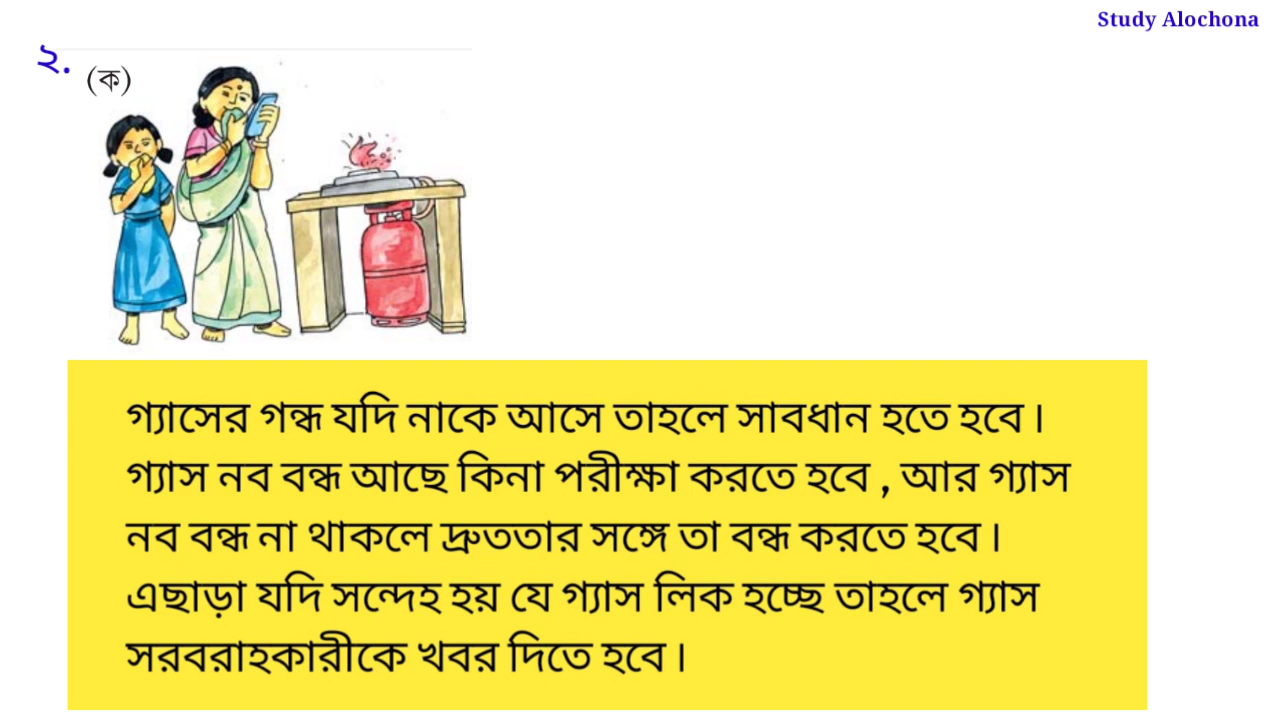 Study Alochona
২.
(ক)
গ্যাসের গন্ধ যদি নাকে আসে তাহলে সাবধান হতে হবে ।
গ্যাস নব বন্ধ আছে কিনা পরীক্ষা করতে হবে , আর গ্যাস
নব বন্ধ না থাকলে দ্রুততার সঙ্গে তা বন্ধ করতে হবে ।
এছাড়া যদি সন্দেহ হয় যে গ্যাস লিক হচ্ছে তাহলে গ্যাস
সরবরাহকারীকে খবর দিতে হবে ।